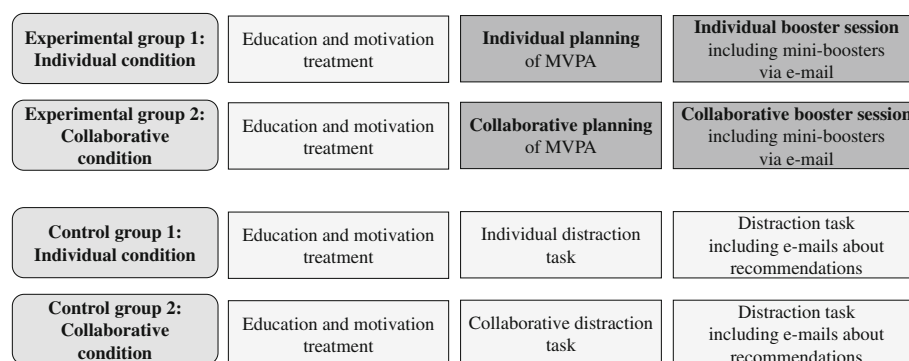 Experimental group 1:
Individual condition
Education and motivation
treatment
Individual planning
of MVPA
Individual booster session
including mini-boosters
via e-mail
Experimental group 2:
Collaborative
condition
Education and motivation
treatment
Collaborative planning
of MVPA
Collaborative booster session
including mini-boosters
via e-mail
Control group 1:
Individual condition
Education and motivation
treatment
Individual distraction
task
Distraction task
including e-mails about
recommendations
Control group 2:
Collaborative
condition
Education and motivation
treatment
Collaborative distraction
task
Distraction task
including e-mails about
recommendations